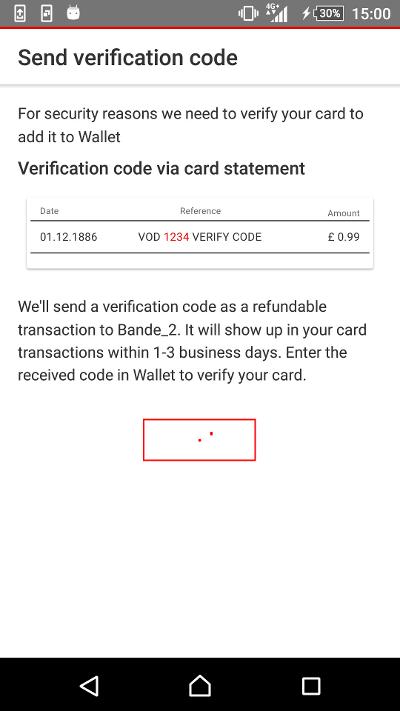 4G+ 30% 15:00
Send verification code
For security reasons we need to verify your card to
add it to Wallet
Verification code via card statement
Date Reference Amount
01.12.1886 VOD 1234 VERIFY CODE £ 0.99
We'll send a verification code as a refundable
transaction to Bande_2. It will show up in your card
transactions within 1-3 business days. Enter the
received code in Wallet to verify your card.